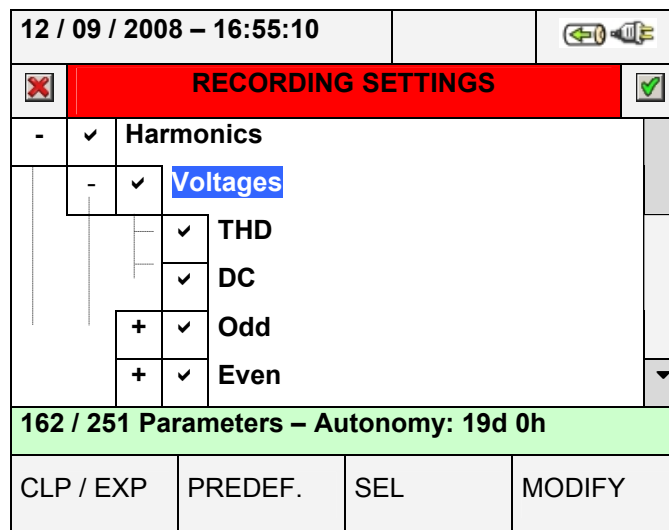 12 / 09 / 2008 – 16:55:10
RECORDING SETTINGS
- Harmonics
- Voltages
THD
DC
+ Odd
+ Even
162 / 251 Parameters – Autonomy: 19d 0h
CLP / EXP PREDEF. SEL MODIFY